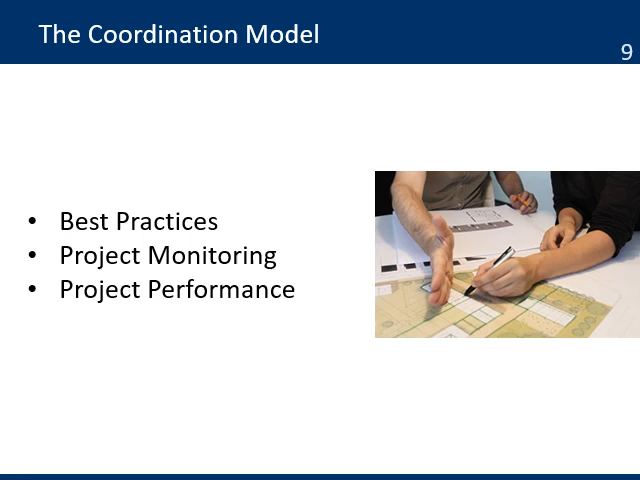 The Coordination Model
9
• Best Practices
• Project Monitoring
• Project Performance